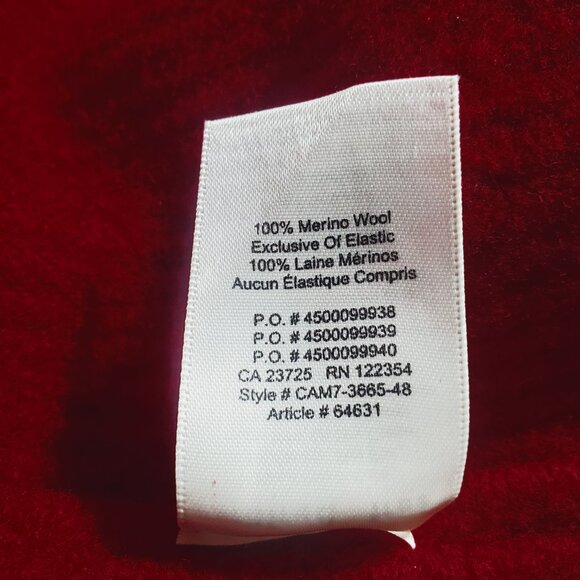 100% Merino Wool
Exclusive Of Elastic
100% Laine Mérinos
Aucun Élastique Compris
P.O. # 4500099938
P.O. # 4500099939
P.O. # 4500099940
CA 23725 RN 122354
Style # CAM7-3665-48
Article # 64631